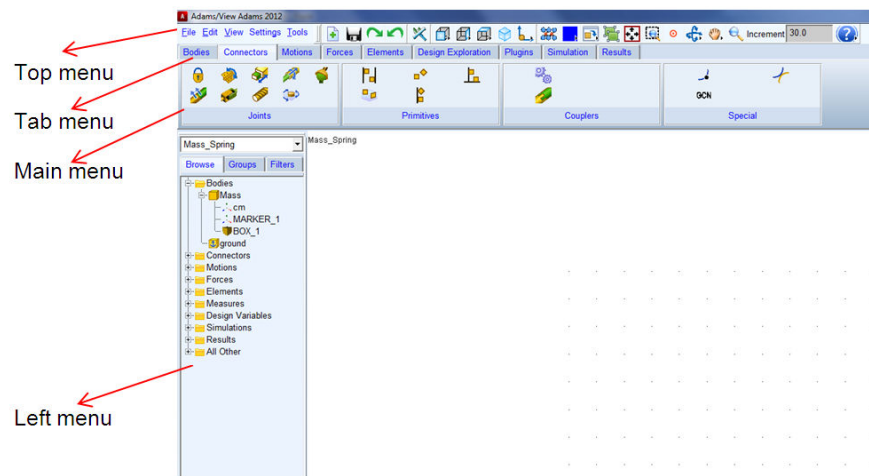 Adams/View Adams 2012
File Edit View Settings Tools
Increment 30.0
Bodies Connectors Motions Forces Elements Design Exploration Plugins Simulation Results
GCN
Joints Primitives Couplers Special
Top menu
Tab menu
Main menu
Left menu
Mass_Spring
Mass_Spring
Browse Groups Filters
Bodies
Mass
cm
MARKER_1
BOX_1
ground
Connectors
Motions
Forces
Elements
Measures
Design Variables
Simulations
Results
All Other